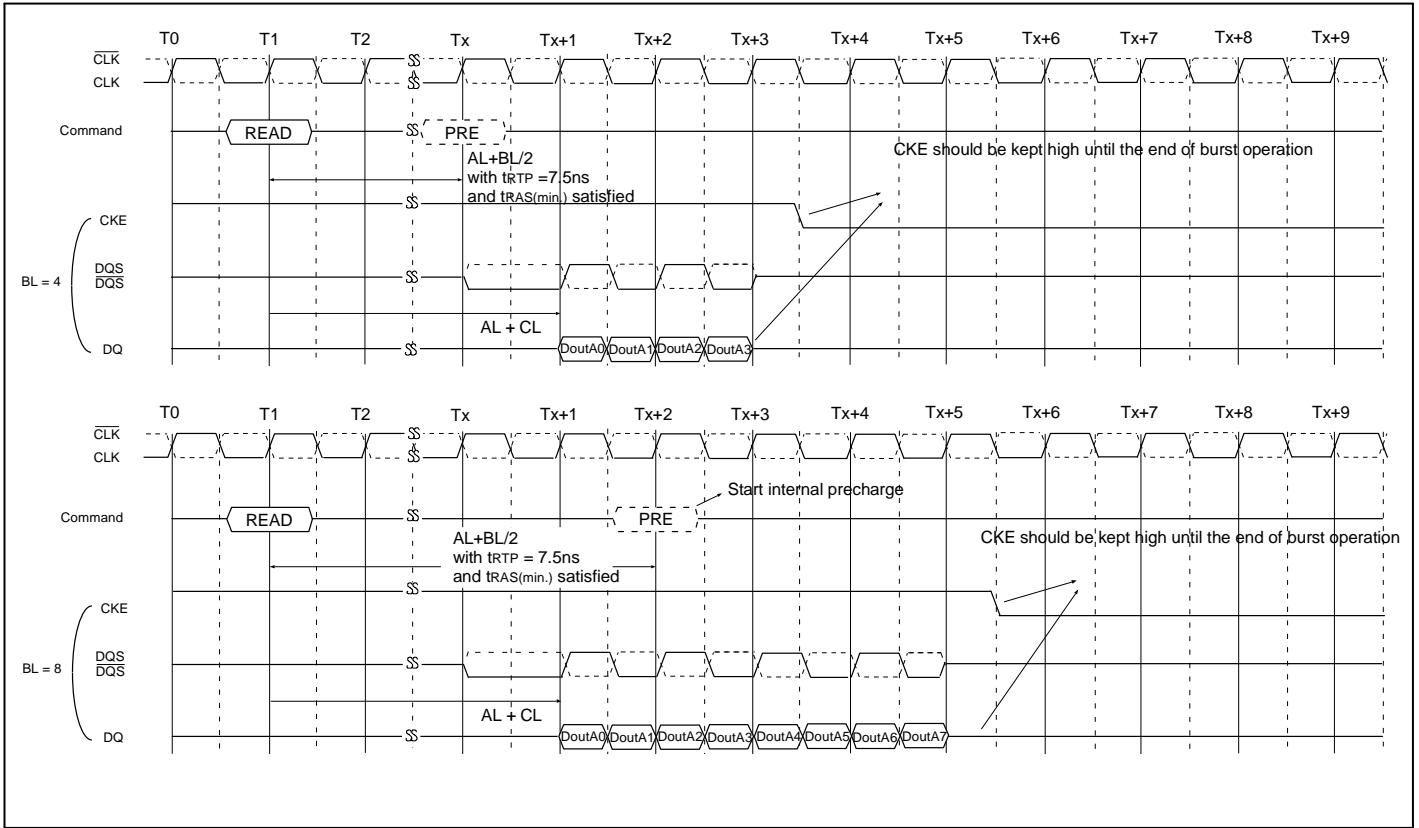 T0 T1 T2 Tx Tx+1 Tx+2 Tx+3 Tx+4 Tx+5 Tx+6 Tx+7 Tx+8 Tx+9
CLK
CLK
Command READ PRE
AL+BL/2
with tRTP =7.5ns
and tRAS(min.) satisfied
CKE should be kept high until the end of burst operation
CKE
BL = 4
DQS
DQS
AL + CL
DQ DoutA0 DoutA1 DoutA2 DoutA3
T0 T1 T2 Tx Tx+1 Tx+2 Tx+3 Tx+4 Tx+5 Tx+6 Tx+7 Tx+8 Tx+9
CLK
CLK
Start internal precharge
Command READ PRE
AL+BL/2
with tRTP = 7.5ns
and tRAS(min.) satisfied
CKE should be kept high until the end of burst operation
CKE
BL = 8
DQS
DQS
AL + CL
DQ DoutA0 DoutA1 DoutA2 DoutA3 DoutA4 DoutA5 DoutA6 DoutA7